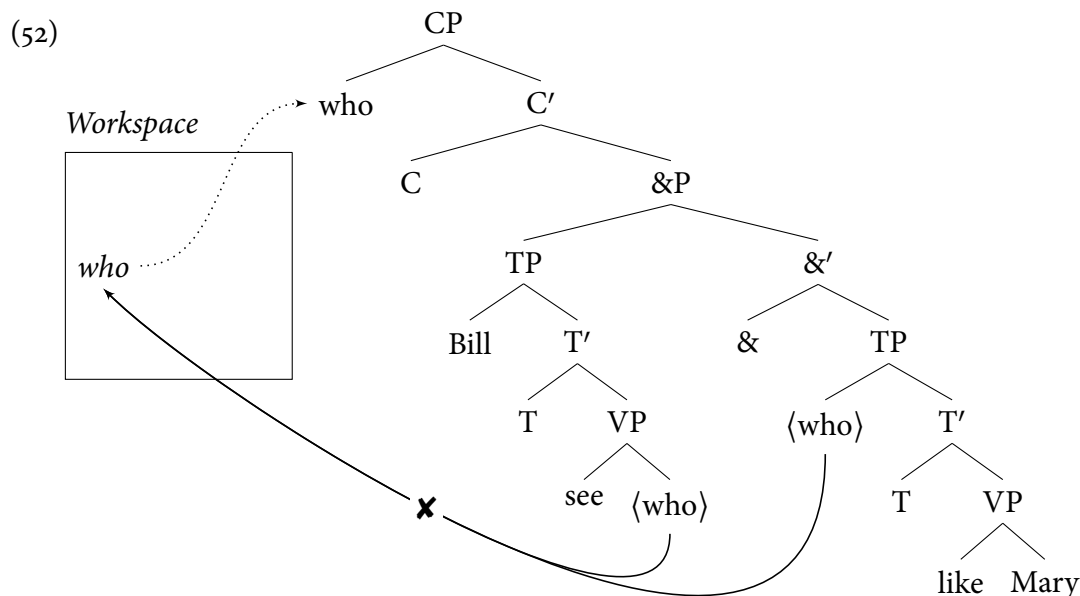 (52)
CP
who C′
Workspace
C &P
who
TP &′
Bill T′ & TP
T VP ⟨who⟩ T′
see ⟨who⟩ T VP
✘
like Mary